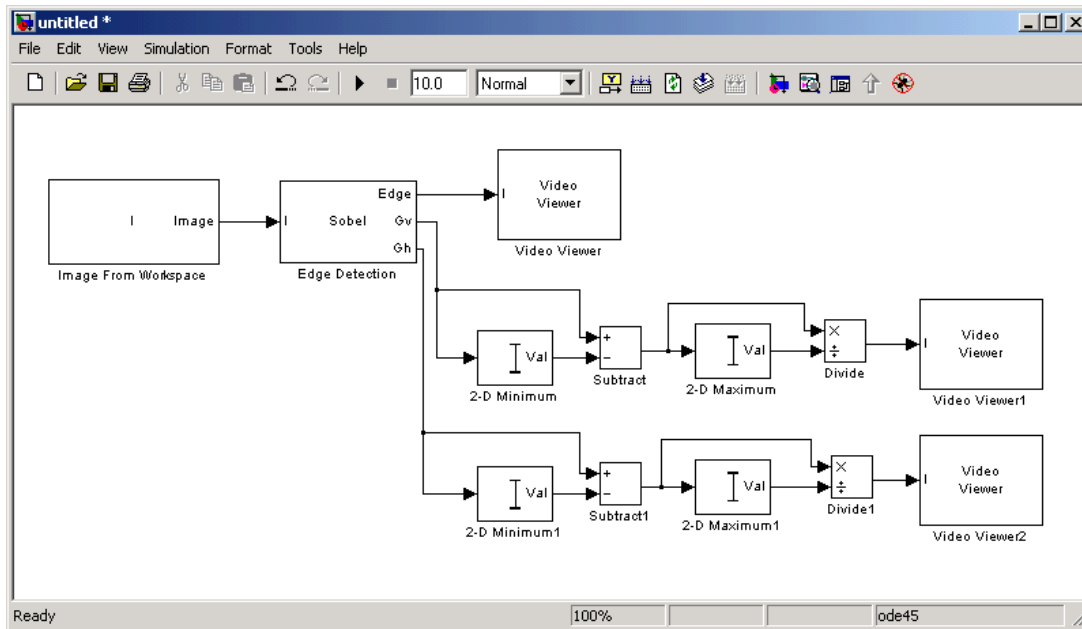 untitled *
File Edit View Simulation Format Tools Help
10.0 Normal
Video
Viewer
I
Video Viewer
I Image
Image From Workspace
I Sobel Edge
Gv
Gh
Edge Detection
Val
2-D Minimum
+
−
Subtract
Val
2-D Maximum
×
÷
Divide
I Video
Viewer
Video Viewer1
Val
2-D Minimum1
+
−
Subtract1
Val
2-D Maximum1
×
÷
Divide1
I Video
Viewer
Video Viewer2
Ready 100% ode45